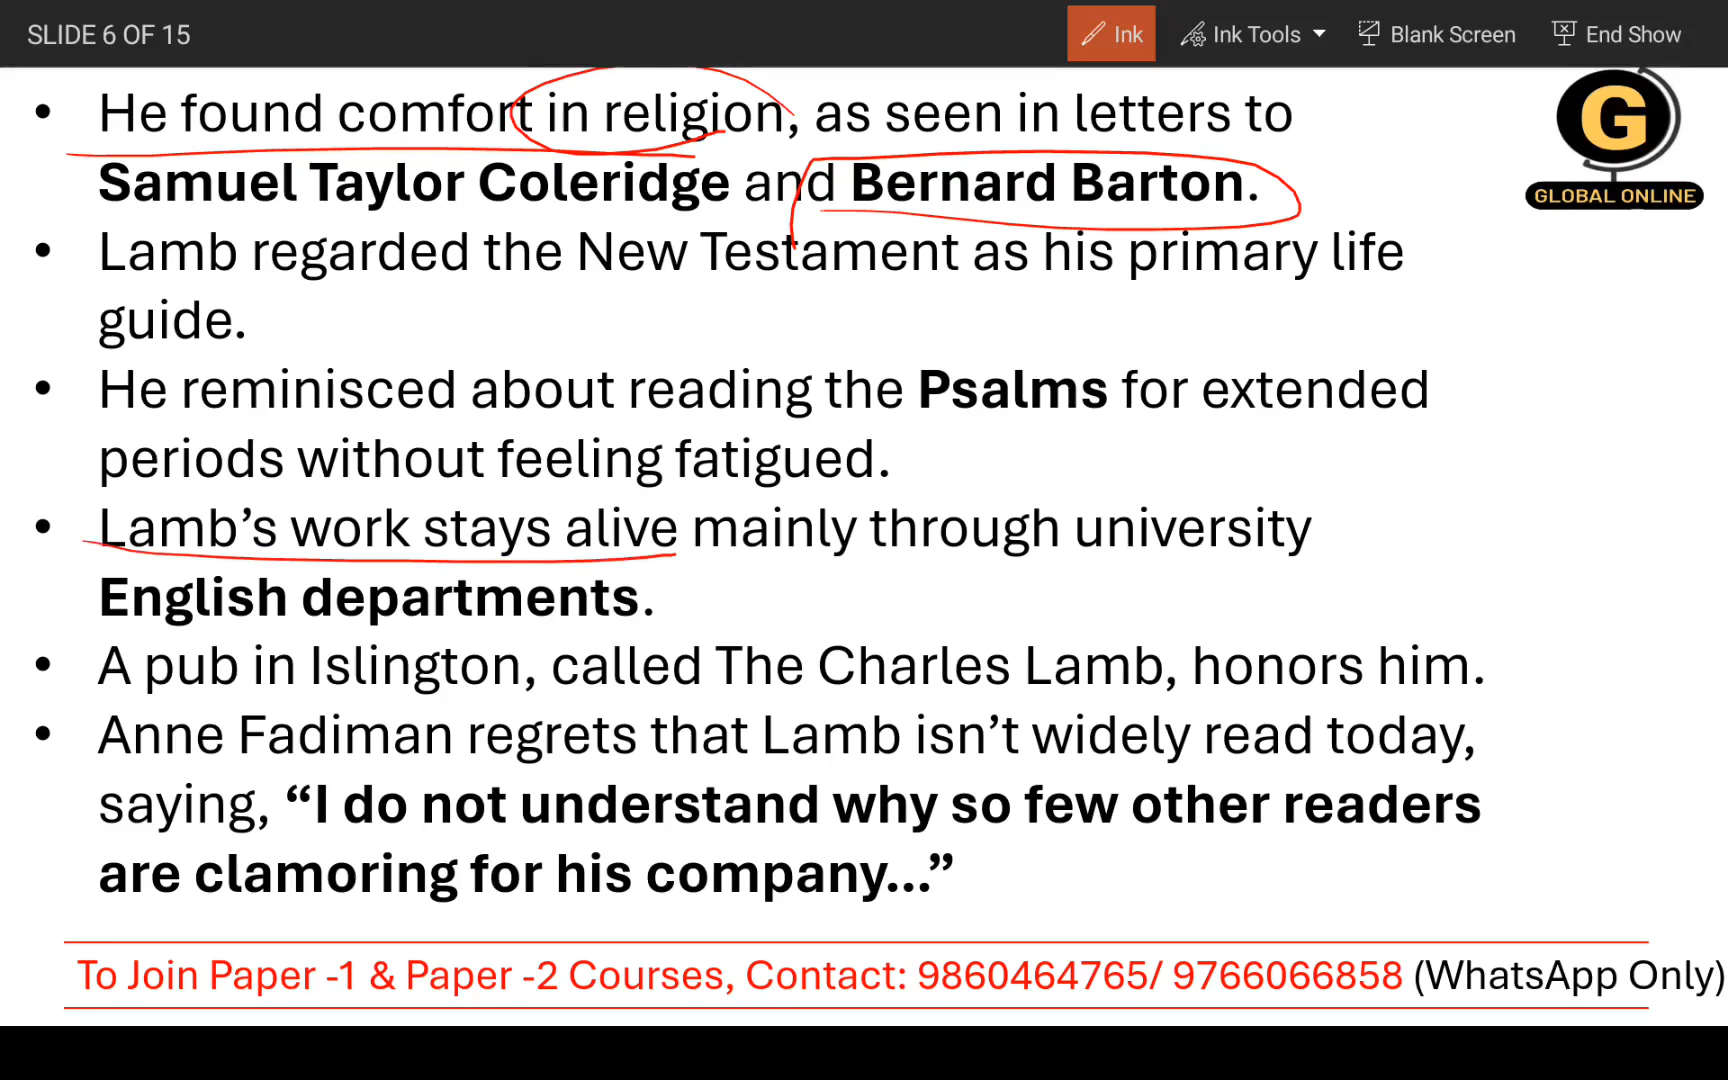 SLIDE 6 OF 15
Ink
Ink Tools
Blank Screen
End Show
G
GLOBAL ONLINE
• He found comfort in religion, as seen in letters to
Samuel Taylor Coleridge and Bernard Barton.
• Lamb regarded the New Testament as his primary life
guide.
• He reminisced about reading the Psalms for extended
periods without feeling fatigued.
• Lamb’s work stays alive mainly through university
English departments.
• A pub in Islington, called The Charles Lamb, honors him.
• Anne Fadiman regrets that Lamb isn’t widely read today,
saying, “I do not understand why so few other readers
are clamoring for his company...”
To Join Paper -1 & Paper -2 Courses, Contact: 9860464765/ 9766066858 (WhatsApp Only)